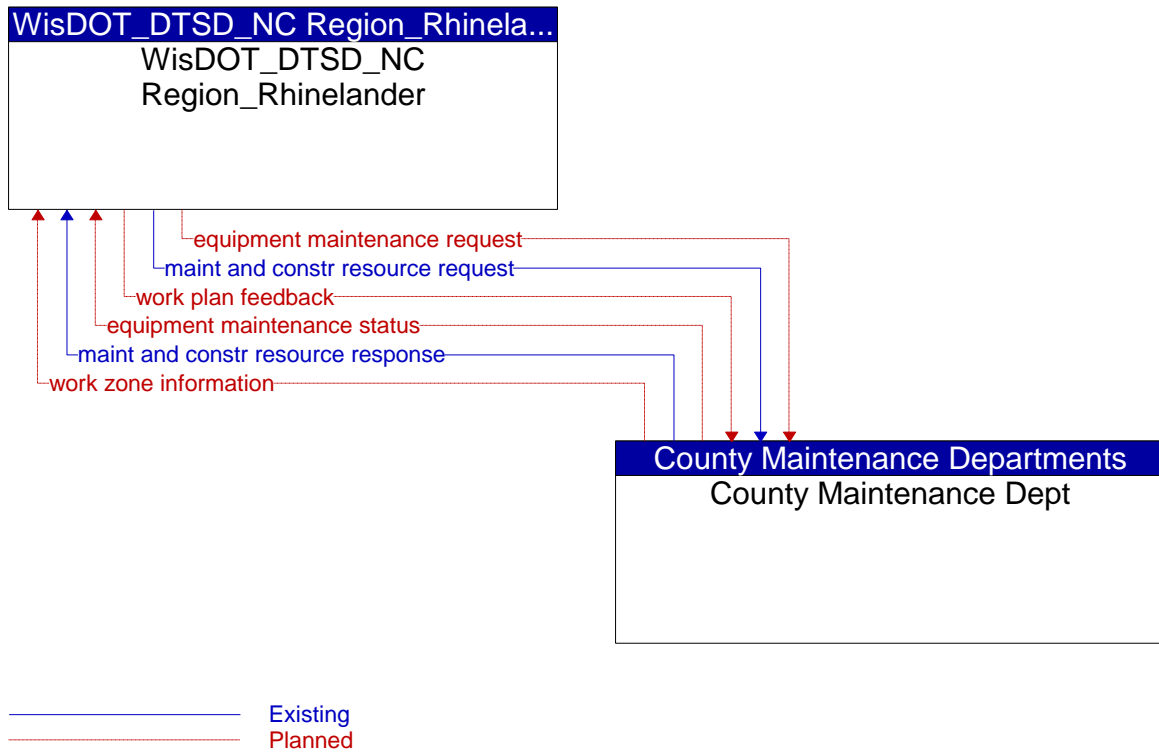 WisDOT_DTSD_NC Region_Rhinela...
WisDOT_DTSD_NC
Region_Rhinelander
equipment maintenance request
maint and constr resource request
work plan feedback
equipment maintenance status
maint and constr resource response
work zone information
County Maintenance Departments
County Maintenance Dept
Existing
Planned